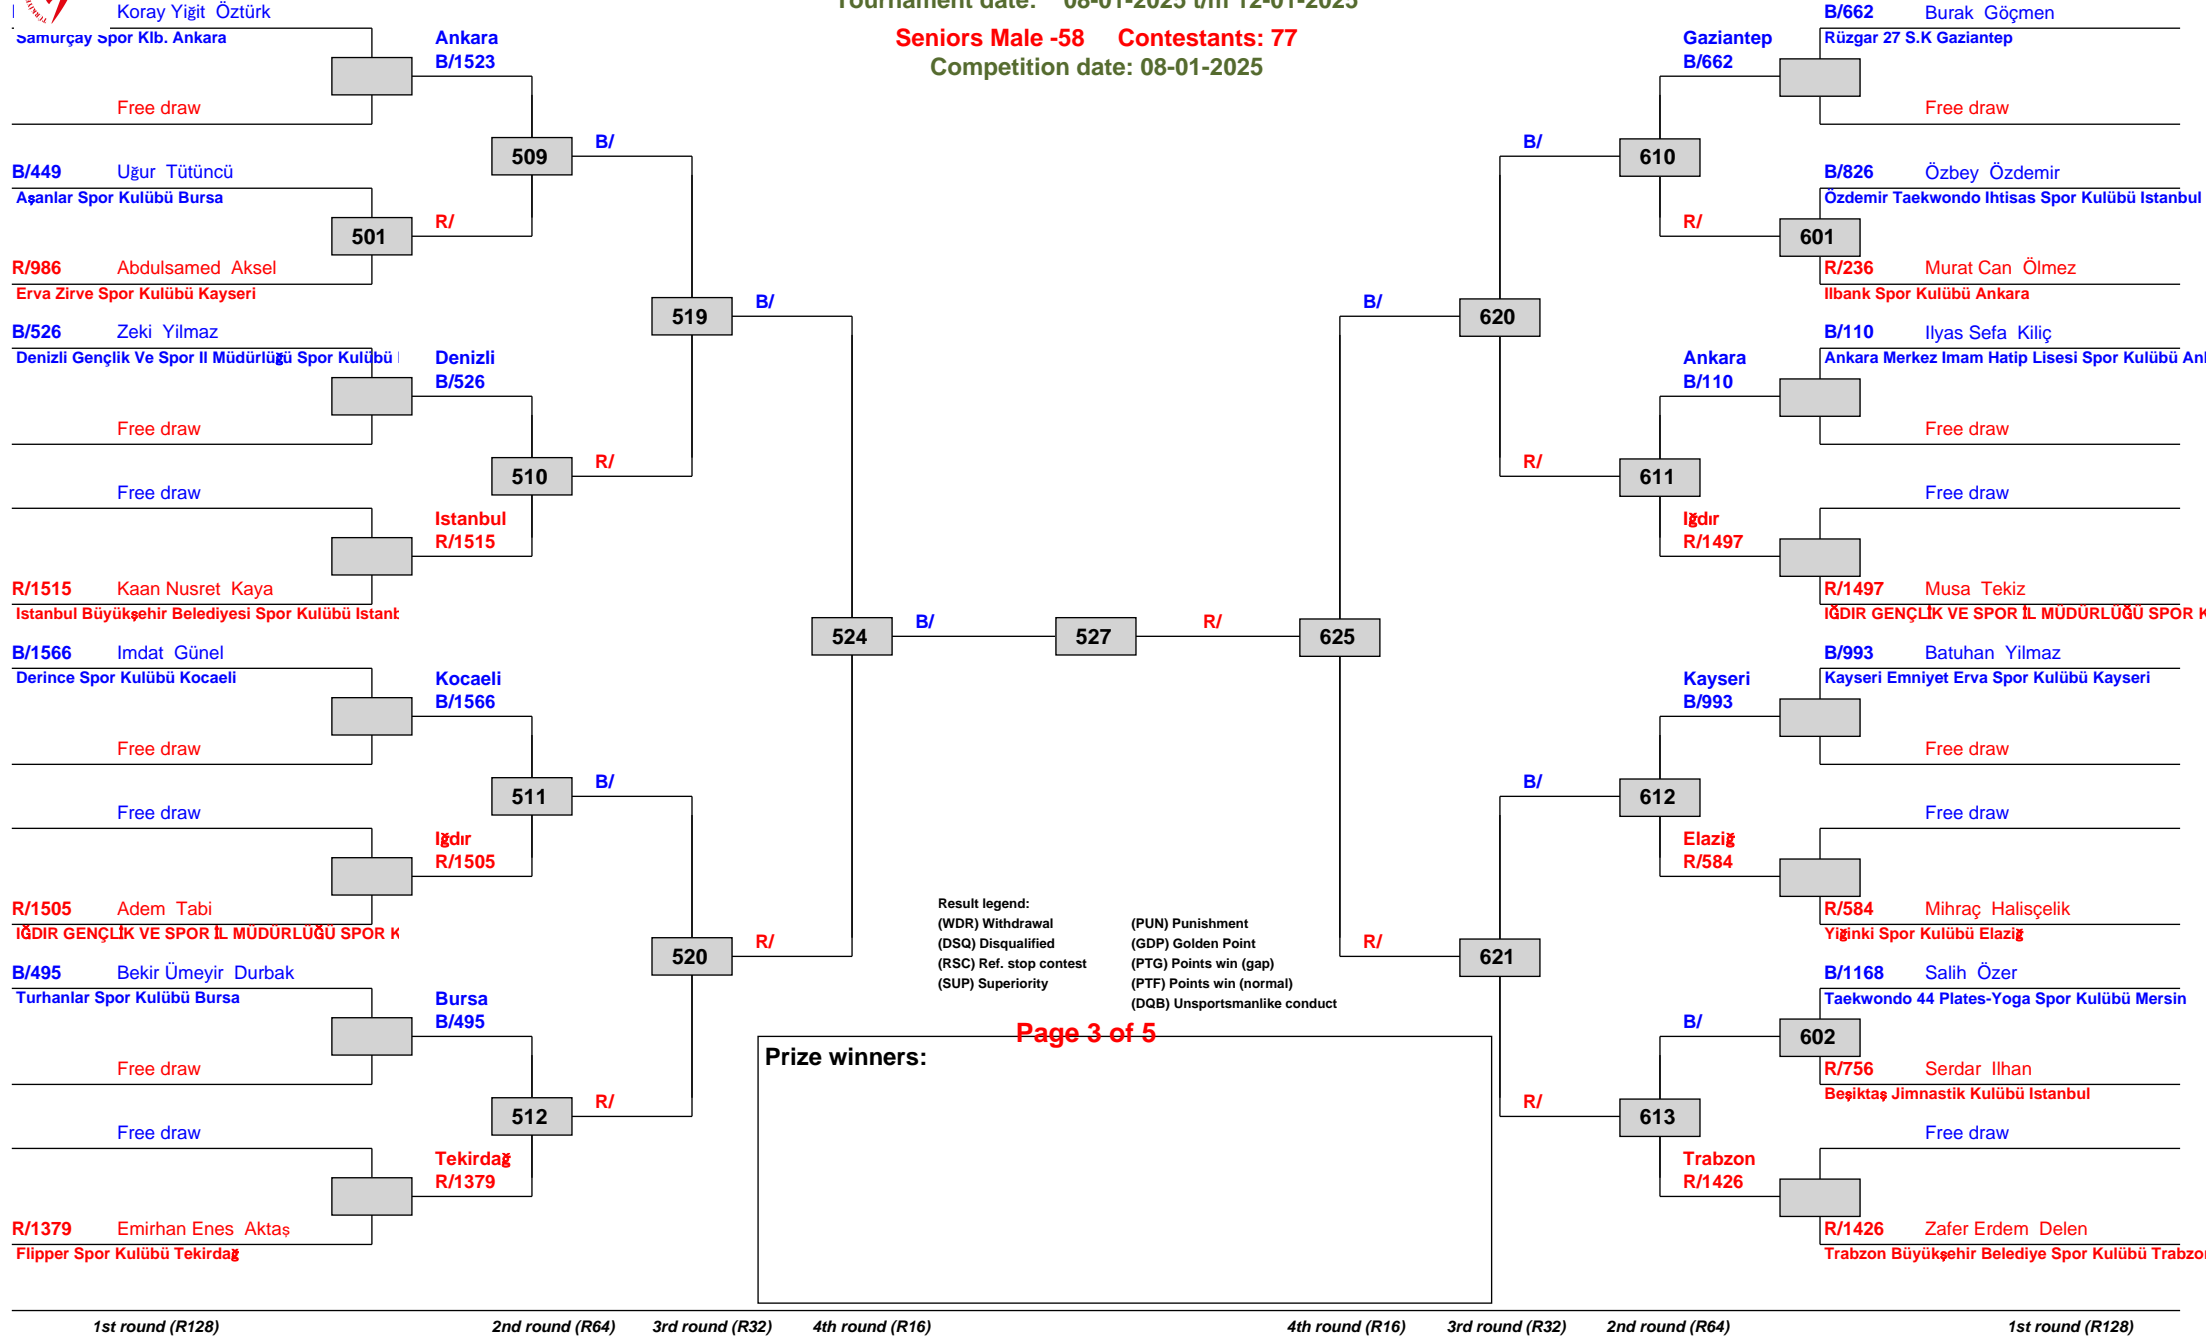 Tournament date: 08-01-2025 t/m 12-01-2025
Seniors Male -58 Contestants: 77
Competition date: 08-01-2025
Koray Yiğit Öztürk
Samurçay Spor Klb. Ankara
Free draw
Ankara
B/1523
B/449 Uğur Tütüncü
Aşanlar Spor Kulübü Bursa
501
R/986 Abdulsamed Aksel
Erva Zirve Spor Kulübü Kayseri
R/
509
B/
B/526 Zeki Yilmaz
Denizli Gençlik Ve Spor Il Müdürlüğü Spor Kulübü
Free draw
Denizli
B/526
Free draw
R/1515 Kaan Nusret Kaya
Istanbul Büyükşehir Belediyesi Spor Kulübü Istanb
Istanbul
R/1515
510
R/
519
B/
B/1566 Imdat Günel
Derince Spor Kulübü Kocaeli
Free draw
Kocaeli
B/1566
Free draw
R/1505 Adem Tabi
IĞDIR GENÇLİK VE SPOR İL MÜDÜRLÜĞÜ SPOR K
Iğdır
R/1505
511
B/
B/495 Bekir Ümeyir Durbak
Turhanlar Spor Kulübü Bursa
Free draw
Bursa
B/495
Free draw
R/1379 Emirhan Enes Aktaş
Flipper Spor Kulübü Tekirdağ
Tekirdağ
R/1379
512
R/
520
R/
524
B/
527
R/
625
B/662 Burak Göçmen
Rüzgar 27 S.K Gaziantep
Free draw
Gaziantep
B/662
B/826 Özbey Özdemir
Özdemir Taekwondo Ihtisas Spor Kulübü Istanbul
601
R/236 Murat Can Ölmez
Ilbank Spor Kulübü Ankara
R/
610
B/
B/110 Ilyas Sefa Kiliç
Ankara Merkez Imam Hatip Lisesi Spor Kulübü Anl
Free draw
Ankara
B/110
Free draw
R/1497 Musa Tekiz
IĞDIR GENÇLİK VE SPOR İL MÜDÜRLÜĞÜ SPOR K
Iğdır
R/1497
611
R/
620
B/
B/993 Batuhan Yilmaz
Kayseri Emniyet Erva Spor Kulübü Kayseri
Free draw
Kayseri
B/993
Free draw
R/584 Mihraç Halisçelik
Yiğinki Spor Kulübü Elaziğ
Elaziğ
R/584
612
B/
B/1168 Salih Özer
Taekwondo 44 Plates-Yoga Spor Kulübü Mersin
602
R/756 Serdar Ilhan
Beşiktaş Jimnastik Kulübü Istanbul
B/
Free draw
R/1426 Zafer Erdem Delen
Trabzon Büyükşehir Belediye Spor Kulübü Trabzon
Trabzon
R/1426
613
R/
621
R/
Result legend:
(WDR) Withdrawal (PUN) Punishment
(DSQ) Disqualified (GDP) Golden Point
(RSC) Ref. stop contest (PTG) Points win (gap)
(SUP) Superiority (PTF) Points win (normal)
(DQB) Unsportsmanlike conduct
Page 3 of 5
Prize winners:
1st round (R128) 2nd round (R64) 3rd round (R32) 4th round (R16) 4th round (R16) 3rd round (R32) 2nd round (R64) 1st round (R128)